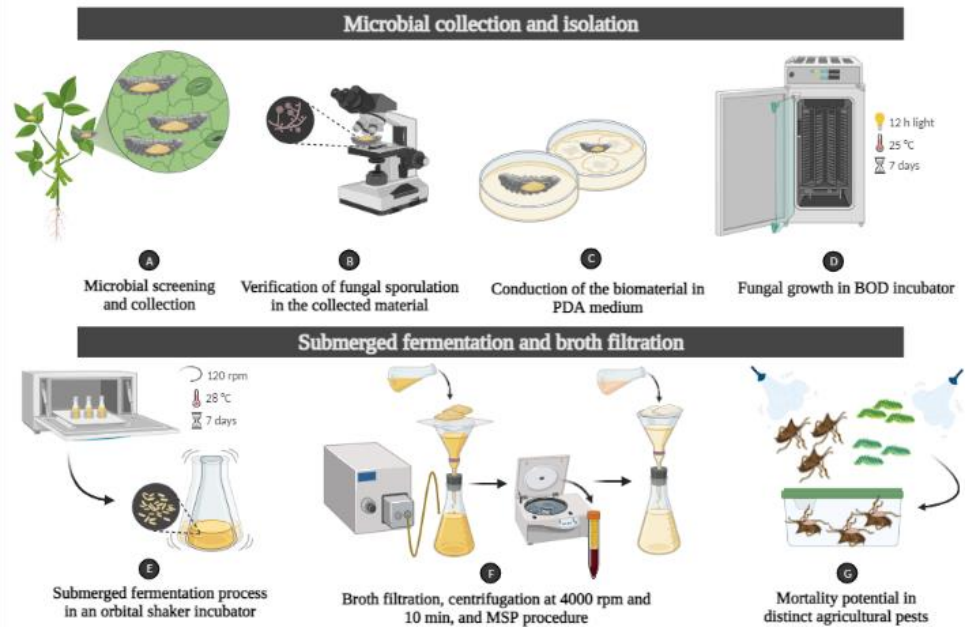 Microbial collection and isolation
12 h light
25 °C
7 days
A
Microbial screening
and collection
B
Verification of fungal sporulation
in the collected material
C
Conduction of the biomaterial in
PDA medium
D
Fungal growth in BOD incubator
Submerged fermentation and broth filtration
120 rpm
28 °C
7 days
E
Submerged fermentation process
in an orbital shaker incubator
F
Broth filtration, centrifugation at 4000 rpm and
10 min, and MSP procedure
G
Mortality potential in
distinct agricultural pests